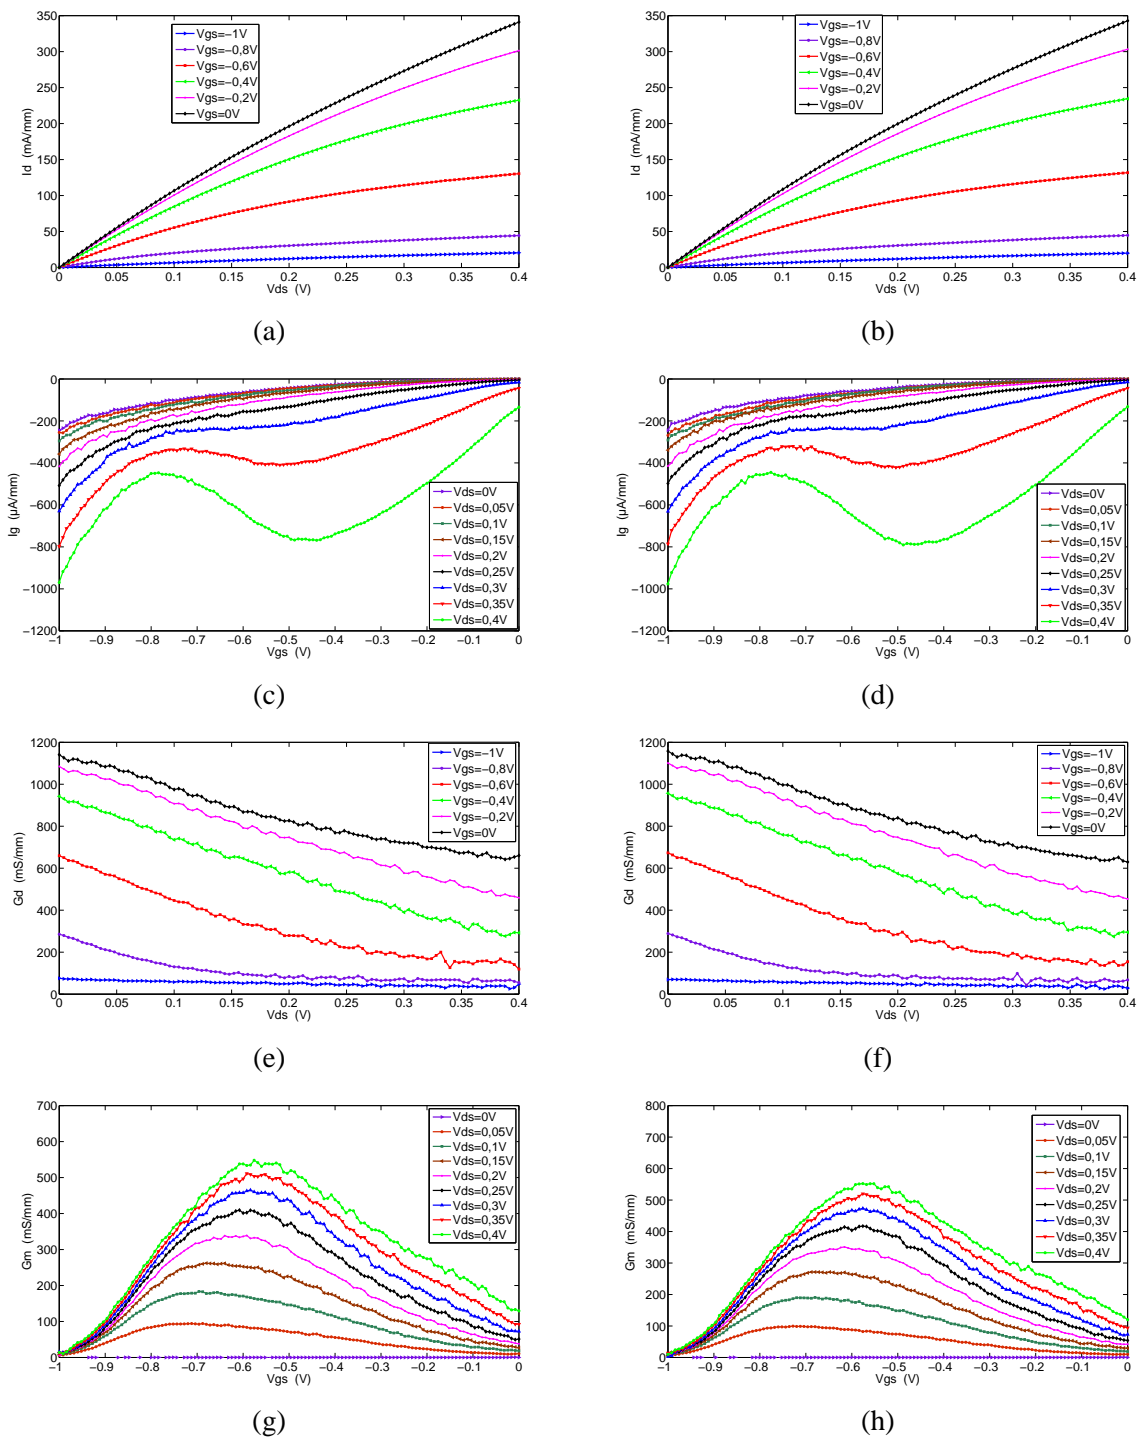 350
300
250
200
150
100
50
0
Id (mA/mm)
0 0.05 0.1 0.15 0.2 0.25 0.3 0.35 0.4
Vds (V)
Vgs=−1V
Vgs=−0,8V
Vgs=−0,6V
Vgs=−0,4V
Vgs=−0,2V
Vgs=0V
(a)
350
300
250
200
150
100
50
0
Id (mA/mm)
0 0.05 0.1 0.15 0.2 0.25 0.3 0.35 0.4
Vds (V)
Vgs=−1V
Vgs=−0,8V
Vgs=−0,6V
Vgs=−0,4V
Vgs=−0,2V
Vgs=0V
(b)
0
−200
−400
−600
−800
−1000
−1200
Ig (µA/mm)
−1 −0.9 −0.8 −0.7 −0.6 −0.5 −0.4 −0.3 −0.2 −0.1 0
Vgs (V)
Vds=0V
Vds=0,05V
Vds=0,1V
Vds=0,15V
Vds=0,2V
Vds=0,25V
Vds=0,3V
Vds=0,35V
Vds=0,4V
(c)
0
−200
−400
−600
−800
−1000
−1200
Ig (µA/mm)
−1 −0.9 −0.8 −0.7 −0.6 −0.5 −0.4 −0.3 −0.2 −0.1 0
Vgs (V)
Vds=0V
Vds=0,05V
Vds=0,1V
Vds=0,15V
Vds=0,2V
Vds=0,25V
Vds=0,3V
Vds=0,35V
Vds=0,4V
(d)
1200
1000
800
600
400
200
0
Gd (mS/mm)
0 0.05 0.1 0.15 0.2 0.25 0.3 0.35 0.4
Vds (V)
Vgs=−1V
Vgs=−0,8V
Vgs=−0,6V
Vgs=−0,4V
Vgs=−0,2V
Vgs=0V
(e)
1200
1000
800
600
400
200
0
Gd (mS/mm)
0 0.05 0.1 0.15 0.2 0.25 0.3 0.35 0.4
Vds (V)
Vgs=−1V
Vgs=−0,8V
Vgs=−0,6V
Vgs=−0,4V
Vgs=−0,2V
Vgs=0V
(f)
700
600
500
400
300
200
100
0
Gm (mS/mm)
−1 −0.9 −0.8 −0.7 −0.6 −0.5 −0.4 −0.3 −0.2 −0.1 0
Vgs (V)
Vds=0V
Vds=0,05V
Vds=0,1V
Vds=0,15V
Vds=0,2V
Vds=0,25V
Vds=0,3V
Vds=0,35V
Vds=0,4V
(g)
800
700
600
500
400
300
200
100
0
Gm (mS/mm)
−1 −0.9 −0.8 −0.7 −0.6 −0.5 −0.4 −0.3 −0.2 −0.1 0
Vgs (V)
Vds=0V
Vds=0,05V
Vds=0,1V
Vds=0,15V
Vds=0,2V
Vds=0,25V
Vds=0,3V
Vds=0,35V
Vds=0,4V
(h)